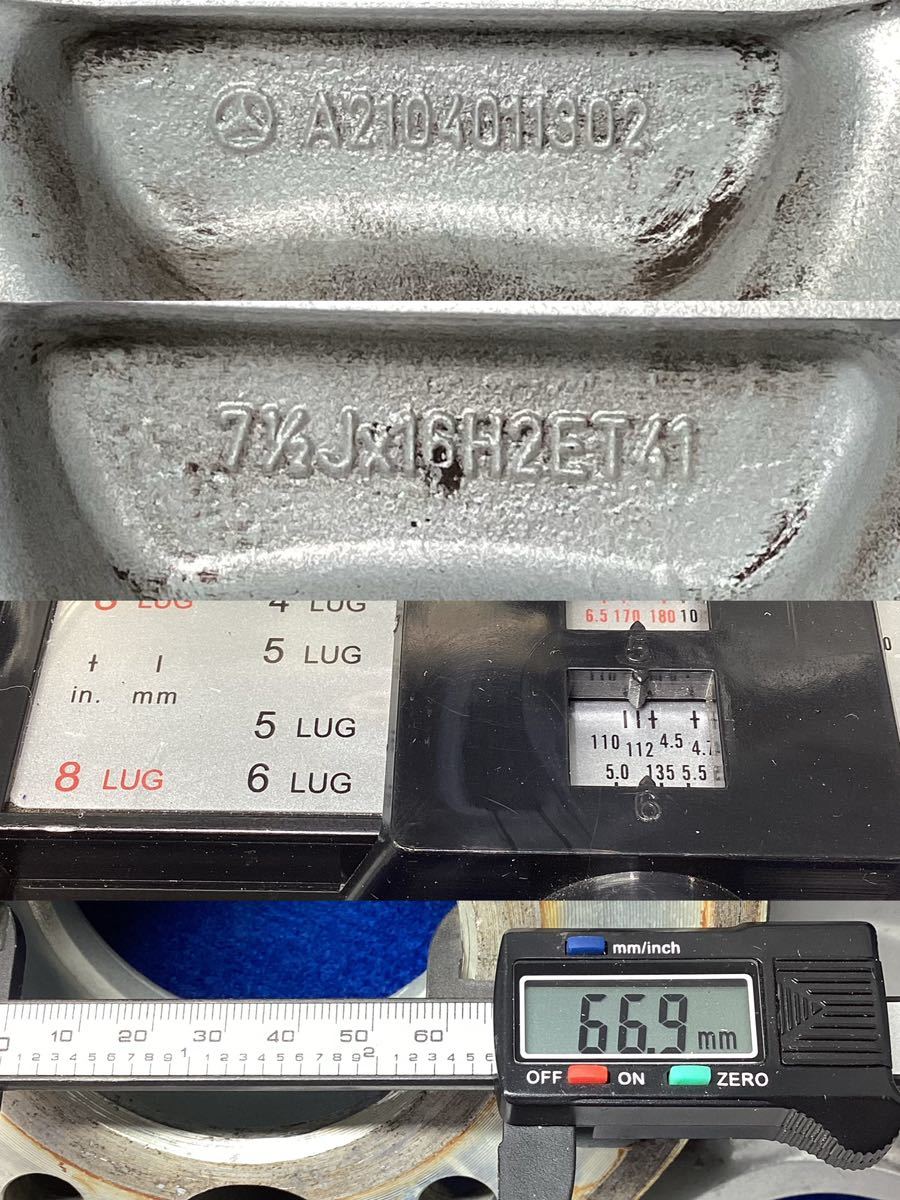 A2104011302
7½Jx16H2ET41
8 LUG 4 LUG
5 LUG
in. mm
5 LUG
8 LUG 6 LUG
6.5 170 180 10
5
110 112 4.5 4.7
5.0 135 5.5
6
mm/inch
66.9 mm
OFF ON ZERO
10 20 30 40 50 60